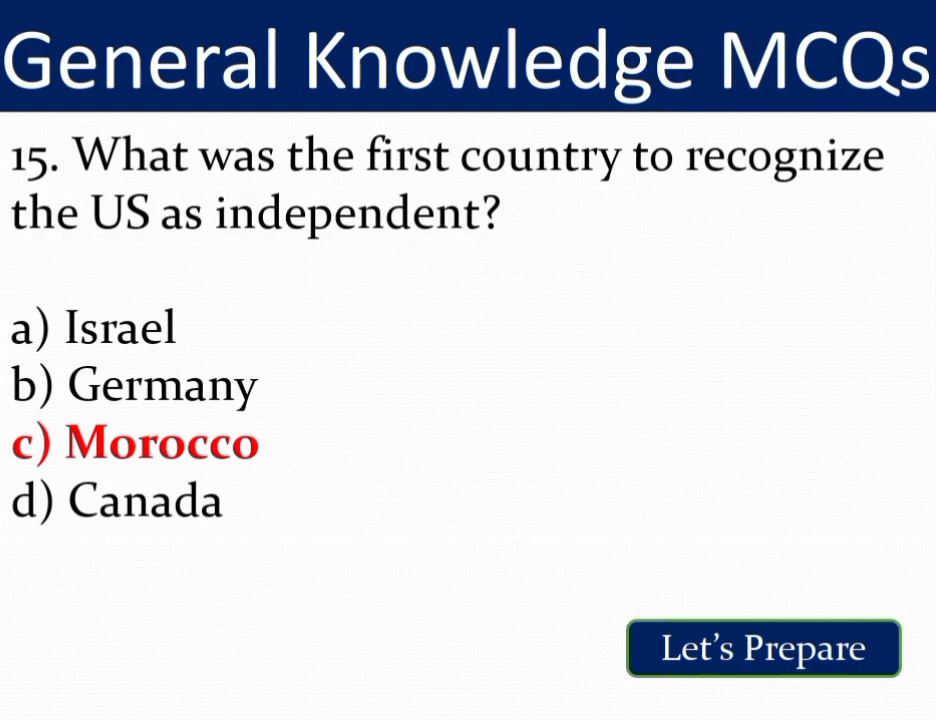 General Knowledge MCQs
15. What was the first country to recognize
the US as independent?
a) Israel
b) Germany
c) Morocco
d) Canada
Let’s Prepare